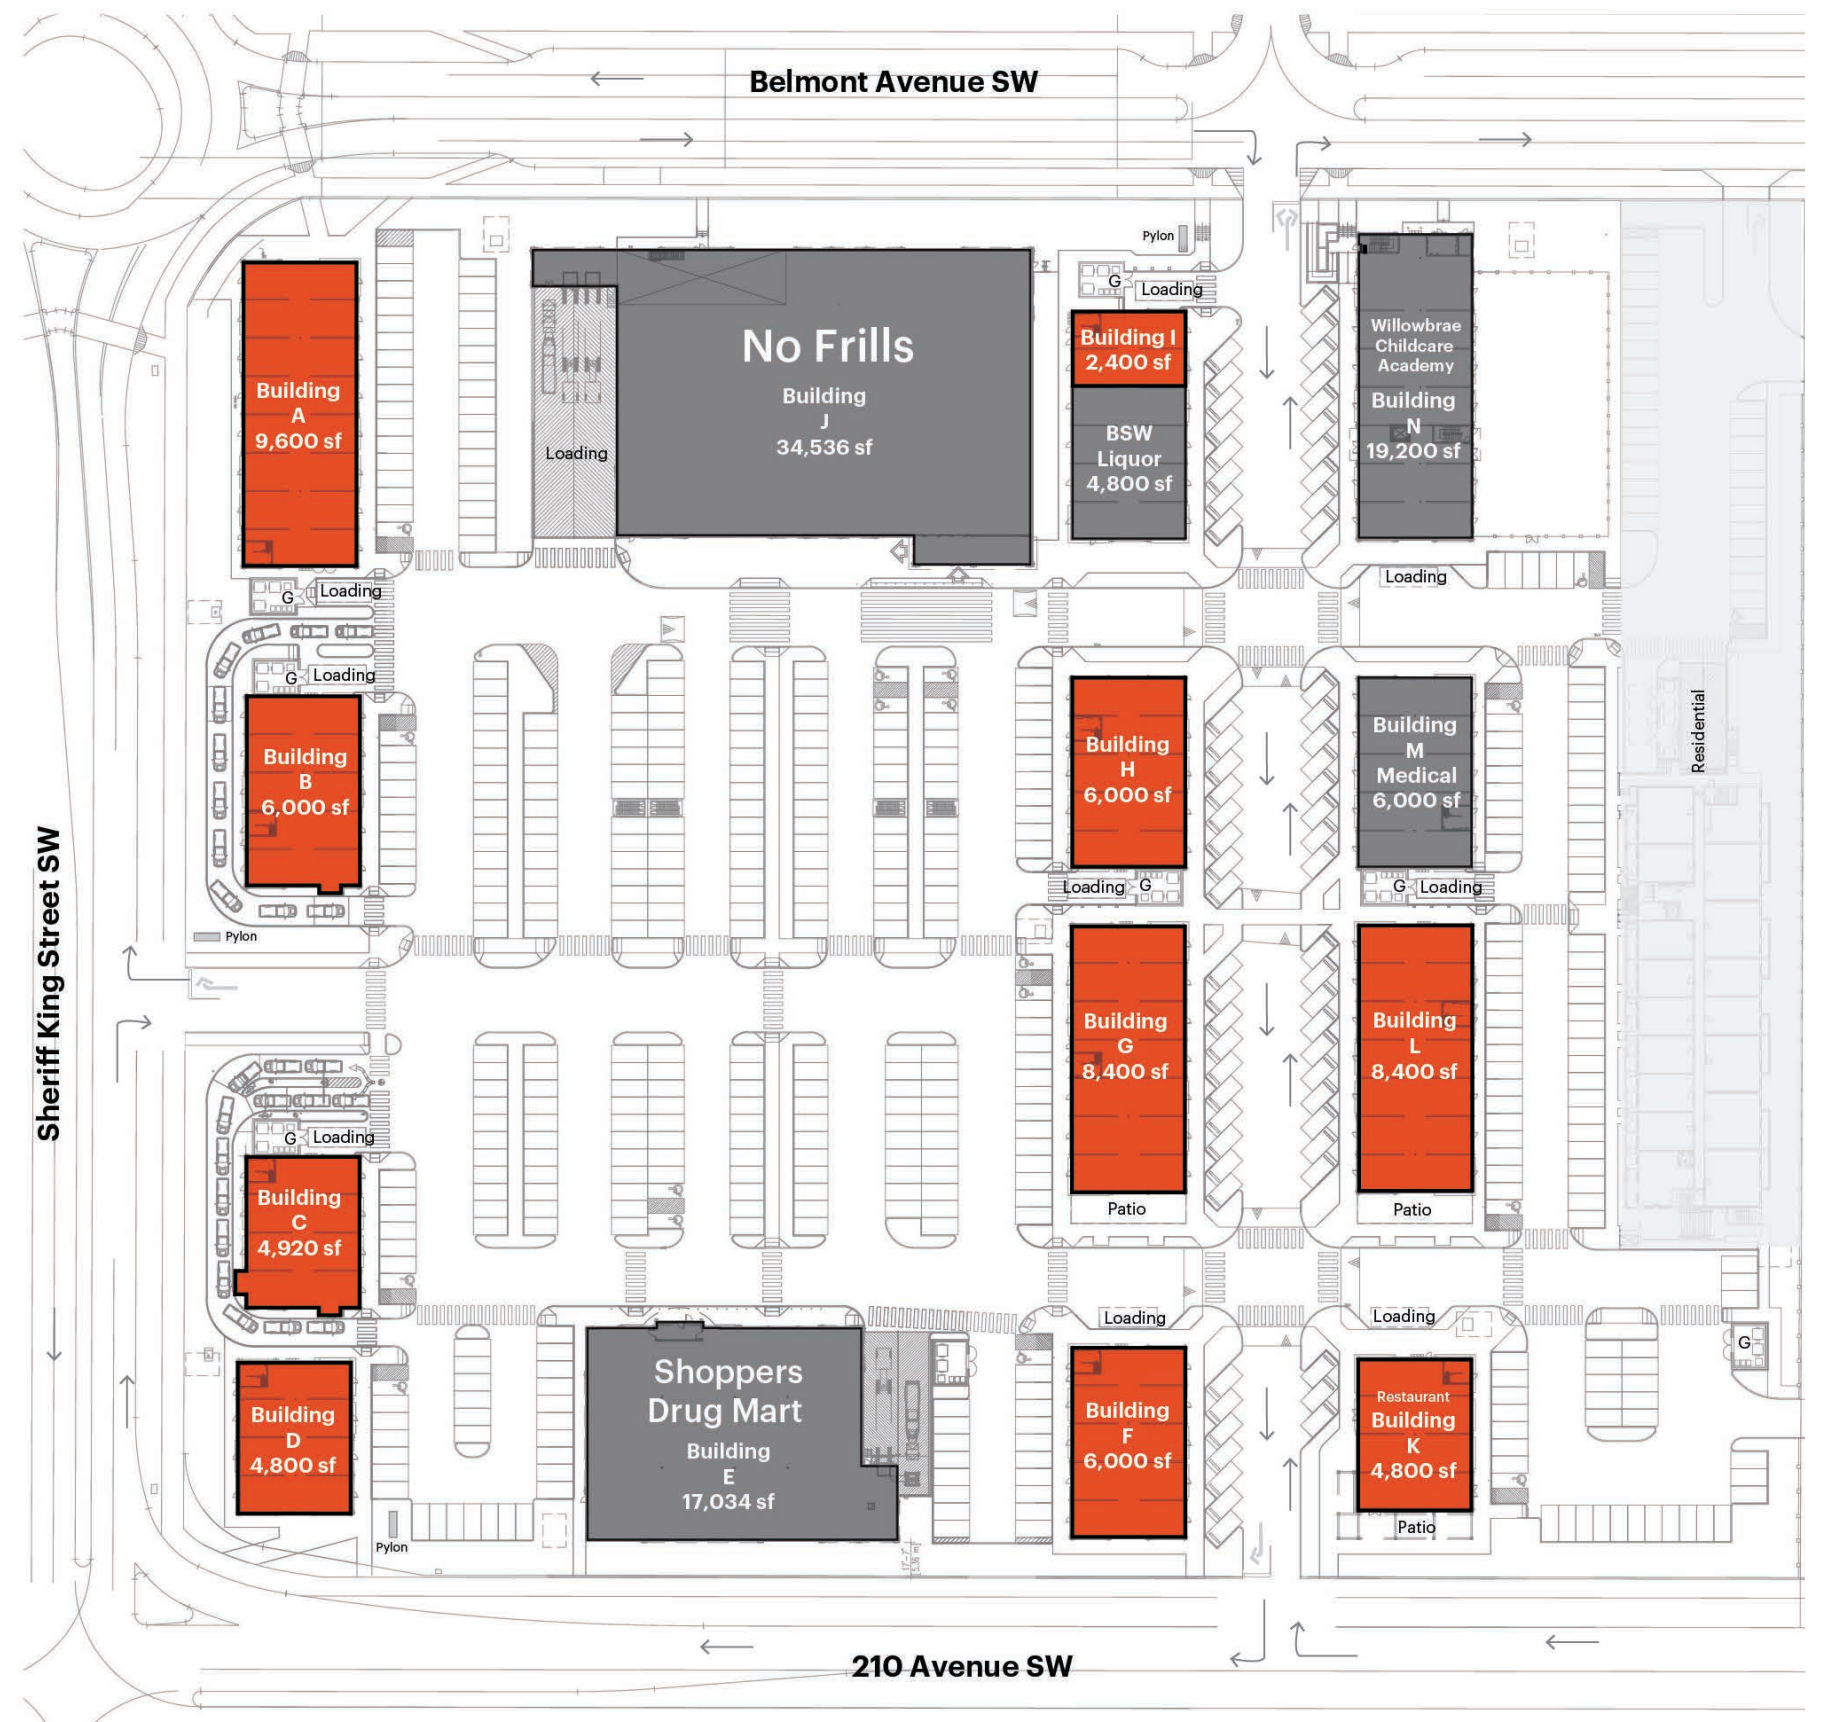 Belmont Avenue SW
Pylon
G
Loading
Building
A
9,600 sf
No Frills
Building
J
34,536 sf
Loading
Building I
2,400 sf
BSW
Liquor
4,800 sf
Willowbrae
Childcare
Academy
Building
N
19,200 sf
Loading
G
Loading
G
Loading
Building
B
6,000 sf
Pylon
Building
H
6,000 sf
Building
M
Medical
6,000 sf
Residential
Loading
G
G
Loading
Sheriff King Street SW
Building
G
8,400 sf
Building
L
8,400 sf
Patio
Patio
G
Loading
Building
C
4,920 sf
Loading
Loading
G
Building
D
4,800 sf
Pylon
Shoppers
Drug Mart
Building
E
17,034 sf
Building
F
6,000 sf
Restaurant
Building
K
4,800 sf
Patio
210 Avenue SW